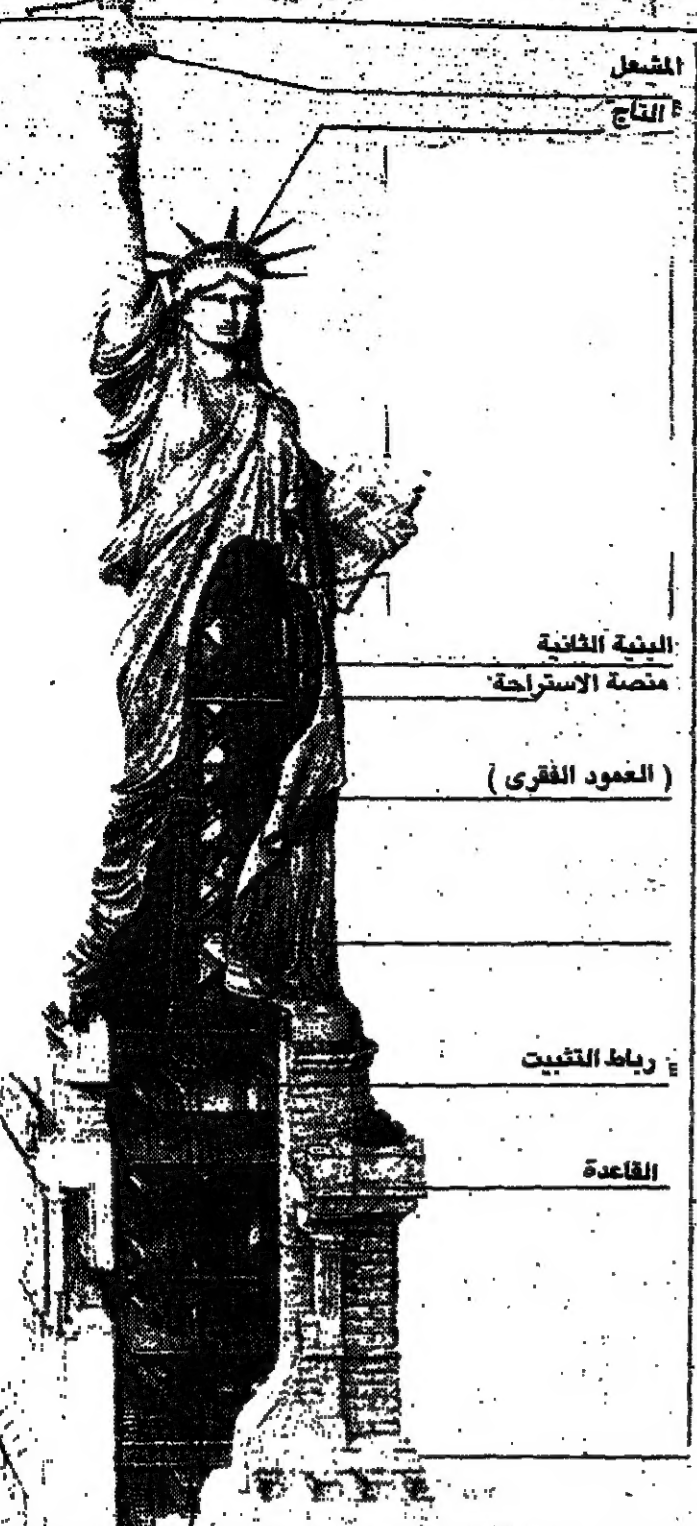 المشعل
التاج
البنية الثانية
منصة الاستراحة
( العمود الفقرى )
رباط التثبيت
القاعدة